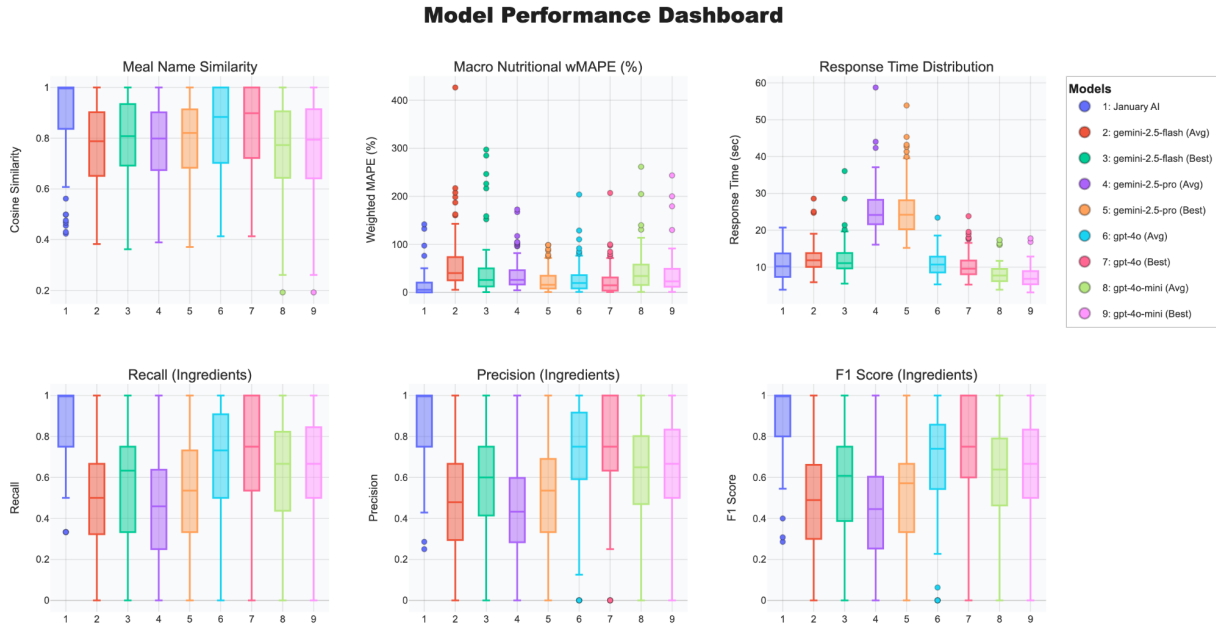 Model Performance Dashboard
Meal Name Similarity
Cosine Similarity
1
0.8
0.6
0.4
0.2
1 2 3 4 5 6 7 8 9
Macro Nutritional wMAPE (%)
Weighted MAPE (%)
400
300
200
100
0
1 2 3 4 5 6 7 8 9
Response Time Distribution
Response Time (sec)
60
50
40
30
20
10
1 2 3 4 5 6 7 8 9
Models
1: January AI
2: gemini-2.5-flash (Avg)
3: gemini-2.5-flash (Best)
4: gemini-2.5-pro (Avg)
5: gemini-2.5-pro (Best)
6: gpt-4o (Avg)
7: gpt-4o (Best)
8: gpt-4o-mini (Avg)
9: gpt-4o-mini (Best)
Recall (Ingredients)
Recall
1
0.8
0.6
0.4
0.2
0
1 2 3 4 5 6 7 8 9
Precision (Ingredients)
Precision
1
0.8
0.6
0.4
0.2
0
1 2 3 4 5 6 7 8 9
F1 Score (Ingredients)
F1 Score
1
0.8
0.6
0.4
0.2
0
1 2 3 4 5 6 7 8 9